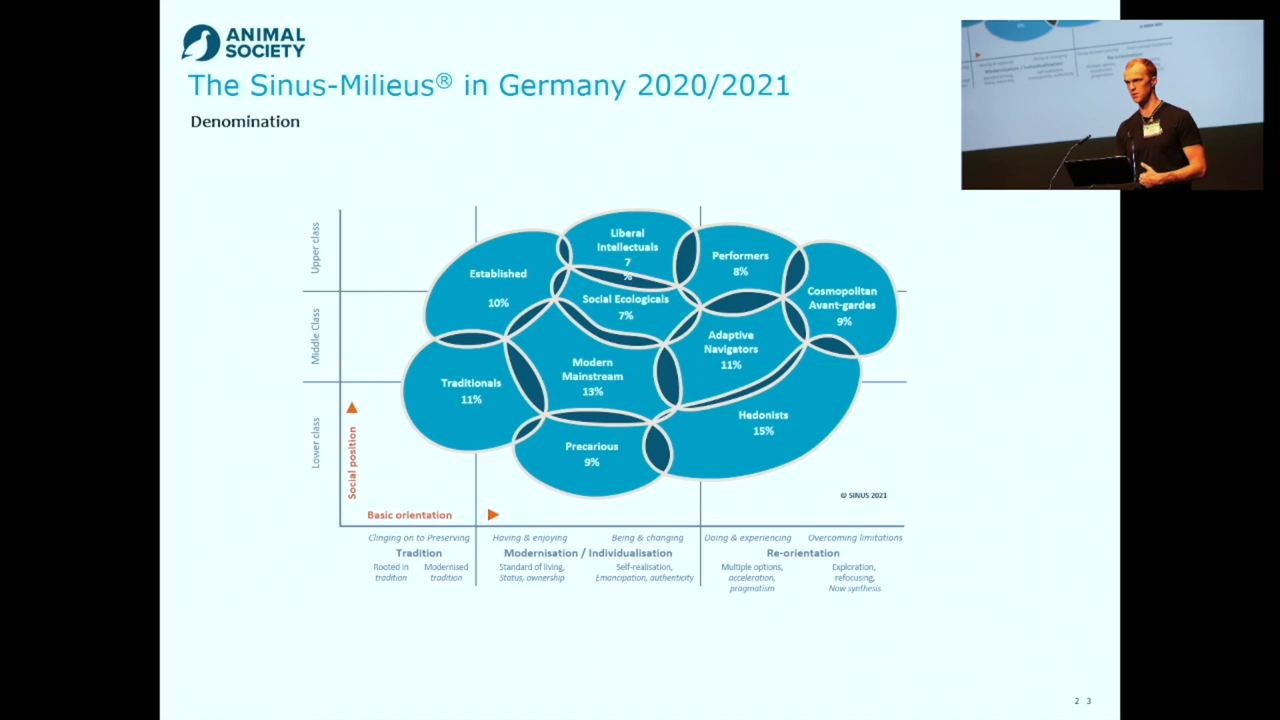 ANIMAL
SOCIETY
The Sinus-Milieus® in Germany 2020/2021
Denomination
Upper class
Middle Class
Lower class
Social position
Basic orientation
Liberal
Intellectuals
7
%
Performers
8%
Established
10%
Cosmopolitan
Avant-gardes
9%
Social Ecologicals
7%
Adaptive
Navigators
11%
Modern
Mainstream
13%
Traditionals
11%
Hedonists
15%
Precarious
9%
© SINUS 2021
Clinging on to Preserving
Having & enjoying
Being & changing
Doing & experiencing
Overcoming limitations
Tradition
Modernisation / Individualisation
Re-orientation
Rooted in
tradition
Modernised
tradition
Standard of living,
Status, ownership
Self-realisation,
Emancipation, authenticity
Multiple options,
acceleration,
pragmatism
Exploration,
refocusing,
Now synthesis
2 3